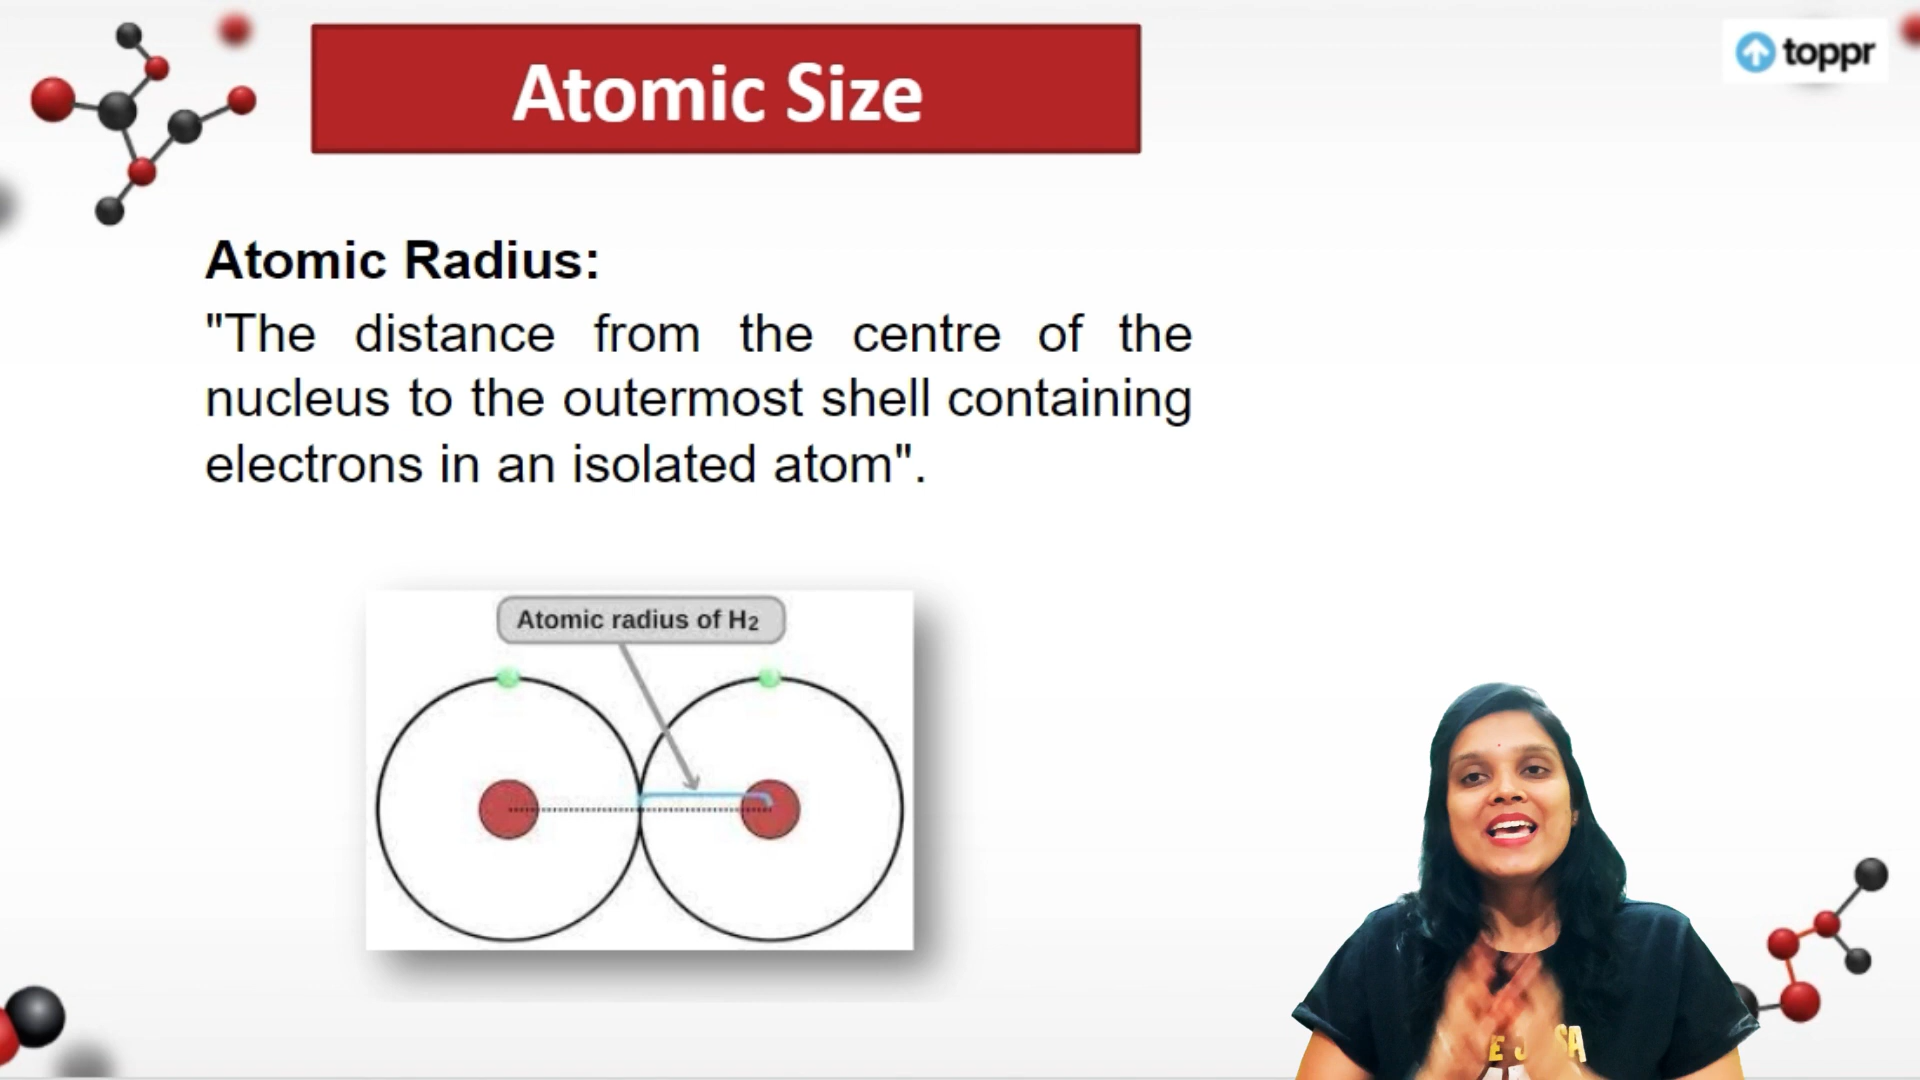 Atomic Size
toppr
Atomic Radius:
"The distance from the centre of the
nucleus to the outermost shell containing
electrons in an isolated atom".
Atomic radius of H₂